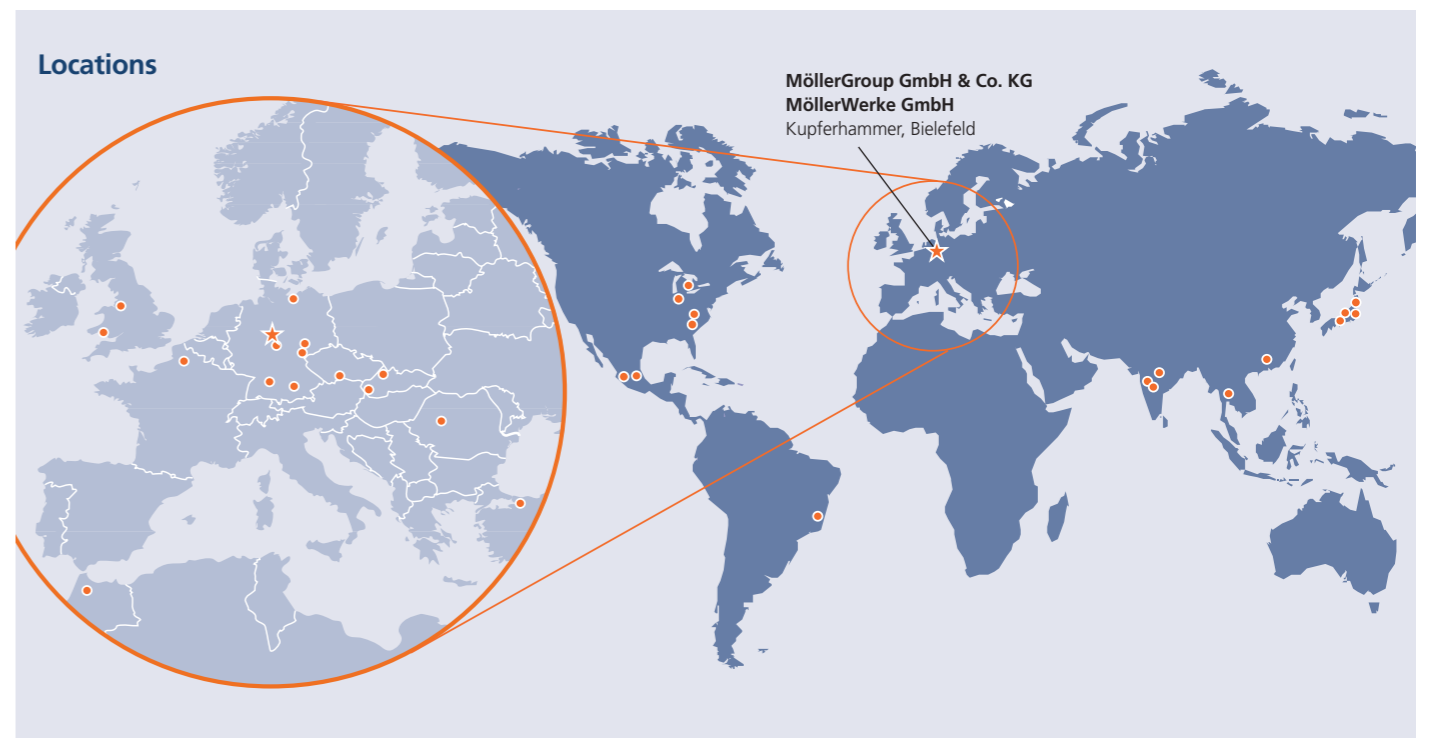 Locations
MöllerGroup GmbH & Co. KG
MöllerWerke GmbH
Kupferhammer, Bielefeld